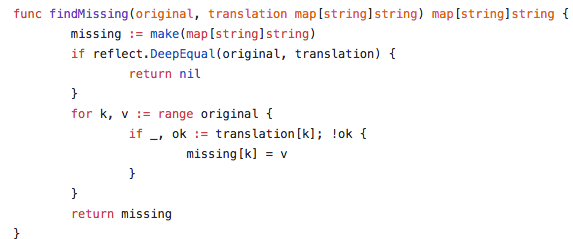 func findMissing(original, translation map[string]string) map[string]string {
        missing := make(map[string]string)
        if reflect.DeepEqual(original, translation) {
                return nil
        }
        for k, v := range original {
                if _, ok := translation[k]; !ok {
                        missing[k] = v
                }
        }
        return missing
}